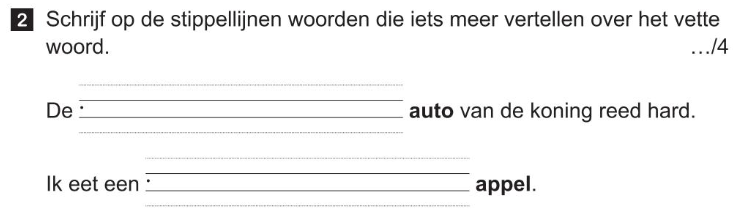 2 Schrijf op de stippellijnen woorden die iets meer vertellen over het vette
woord. .../4
De auto van de koning reed hard.
Ik eet een appel.